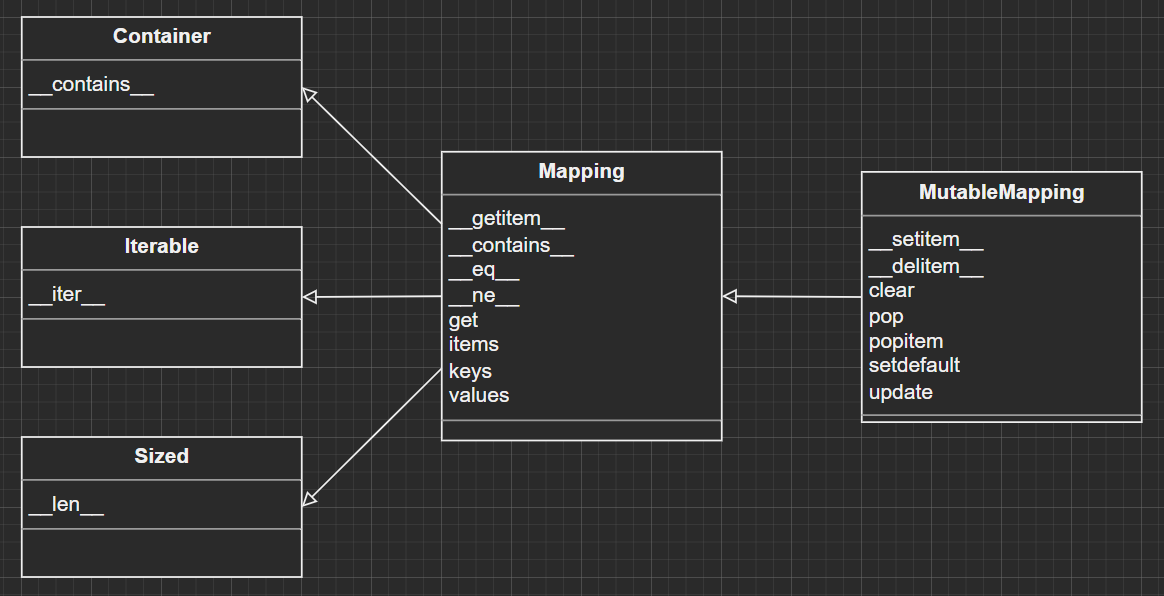 Container
__contains__
Iterable
__iter__
Sized
__len__
Mapping
__getitem__
__contains__
__eq__
__ne__
get
items
keys
values
MutableMapping
__setitem__
__delitem__
clear
pop
popitem
setdefault
update